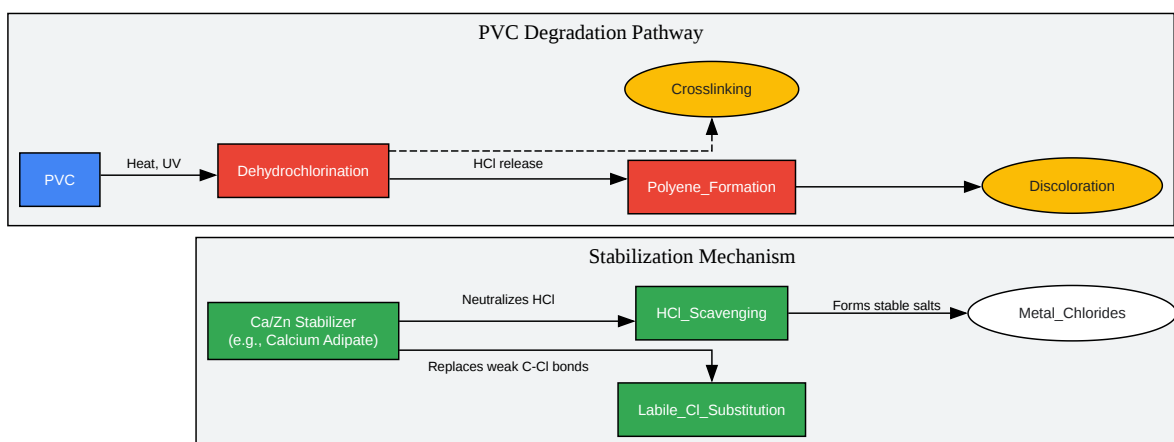 PVC Degradation Pathway
Crosslinking
Heat, UV
HCl release
PVC
Dehydrochlorination
Polyene_Formation
Discoloration
Stabilization Mechanism
Neutralizes HCl
HCl_Scavenging
Forms stable salts
Metal_Chlorides
Ca/Zn Stabilizer
(e.g., Calcium Adipate)
Replaces weak C-Cl bonds
Labile_Cl_Substitution